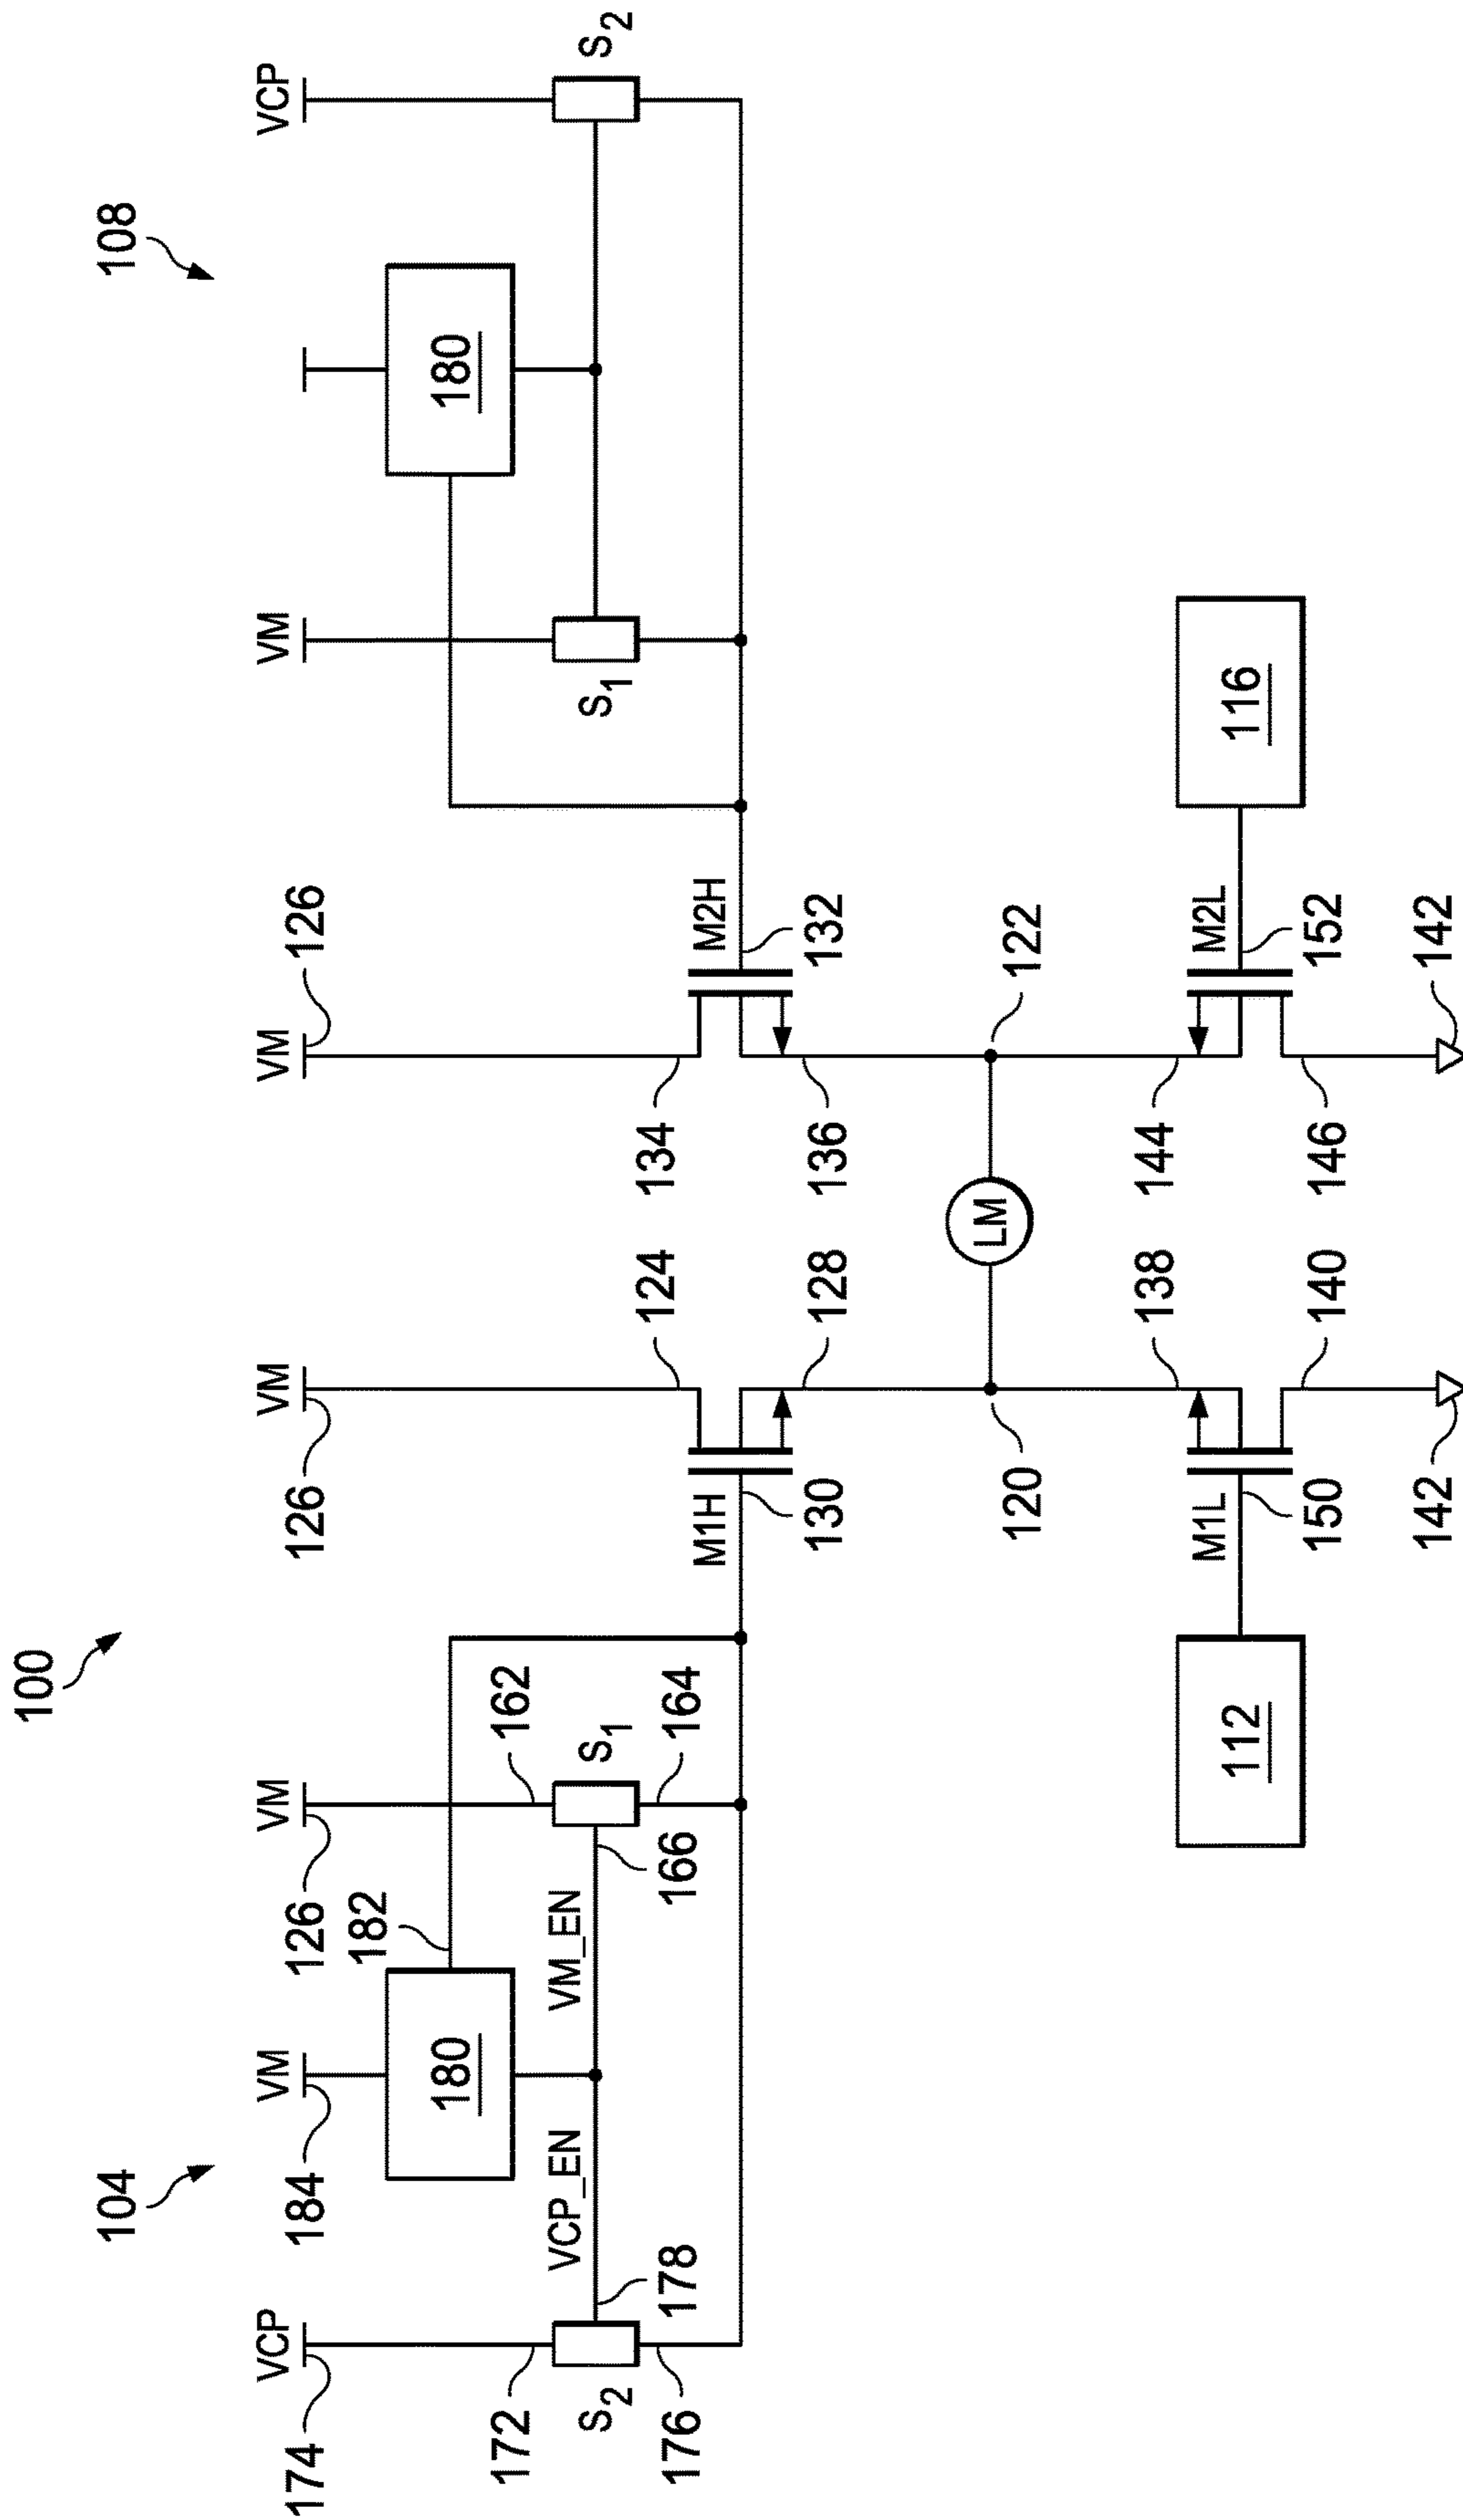 100
104 108
VCP VM VM VM VM VM VCP
174 184 126 126 126
182
180 180
172 162
VCP_EN VM_EN
S2 S1 S1 S2
124 134
176 178 166 164
M1H M2H
130 128 136 132
LM
120 122
138 144
M1L M2L
112 116
150 140 146 152
142 142